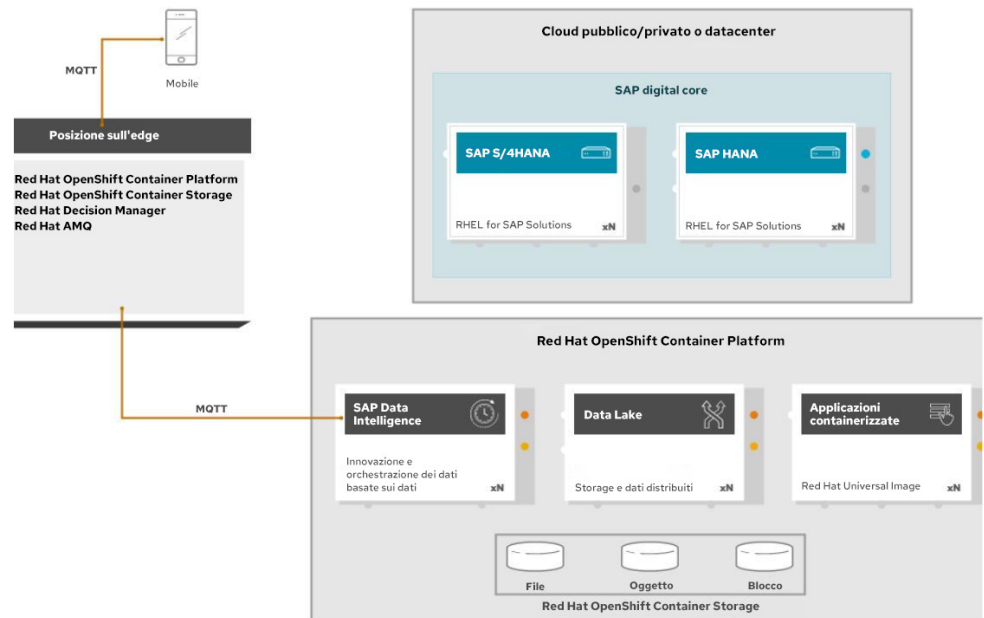 Cloud pubblico/privato o datacenter
MQTT
Mobile
SAP digital core
Posizione sull'edge
SAP S/4HANA
SAP HANA
Red Hat OpenShift Container Platform
Red Hat OpenShift Container Storage
Red Hat Decision Manager
Red Hat AMQ
RHEL for SAP Solutions
xN
RHEL for SAP Solutions
xN
Red Hat OpenShift Container Platform
MQTT
SAP Data
Intelligence
Data Lake
Applicazioni
containerizzate
Innovazione e
orchestrazione dei dati
basate sui dati
xN
Storage e dati distribuiti
xN
Red Hat Universal Image
xN
File
Oggetto
Blocco
Red Hat OpenShift Container Storage